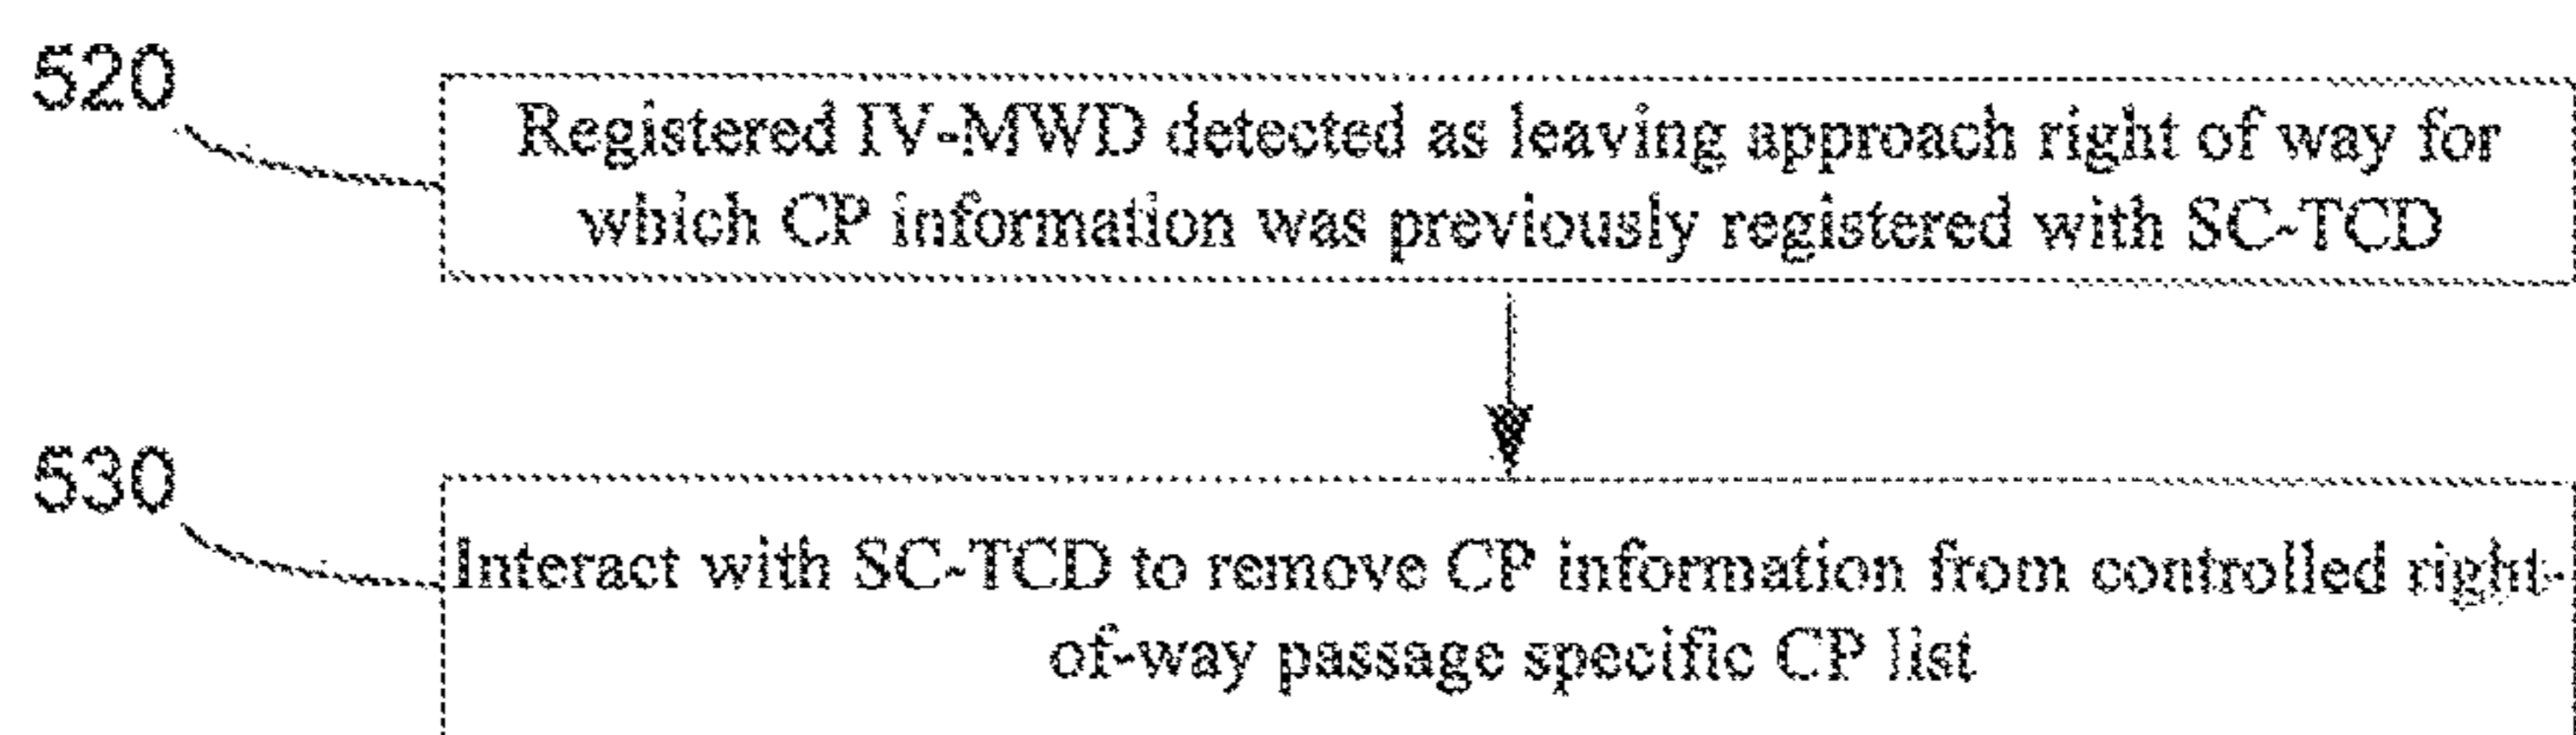 520
Registered IV-MWD detected as leaving approach right of way for
which CP information was previously registered with SC-TCD
530
Interact with SC-TCD to remove CP information from controlled right-
of-way passage specific CP list